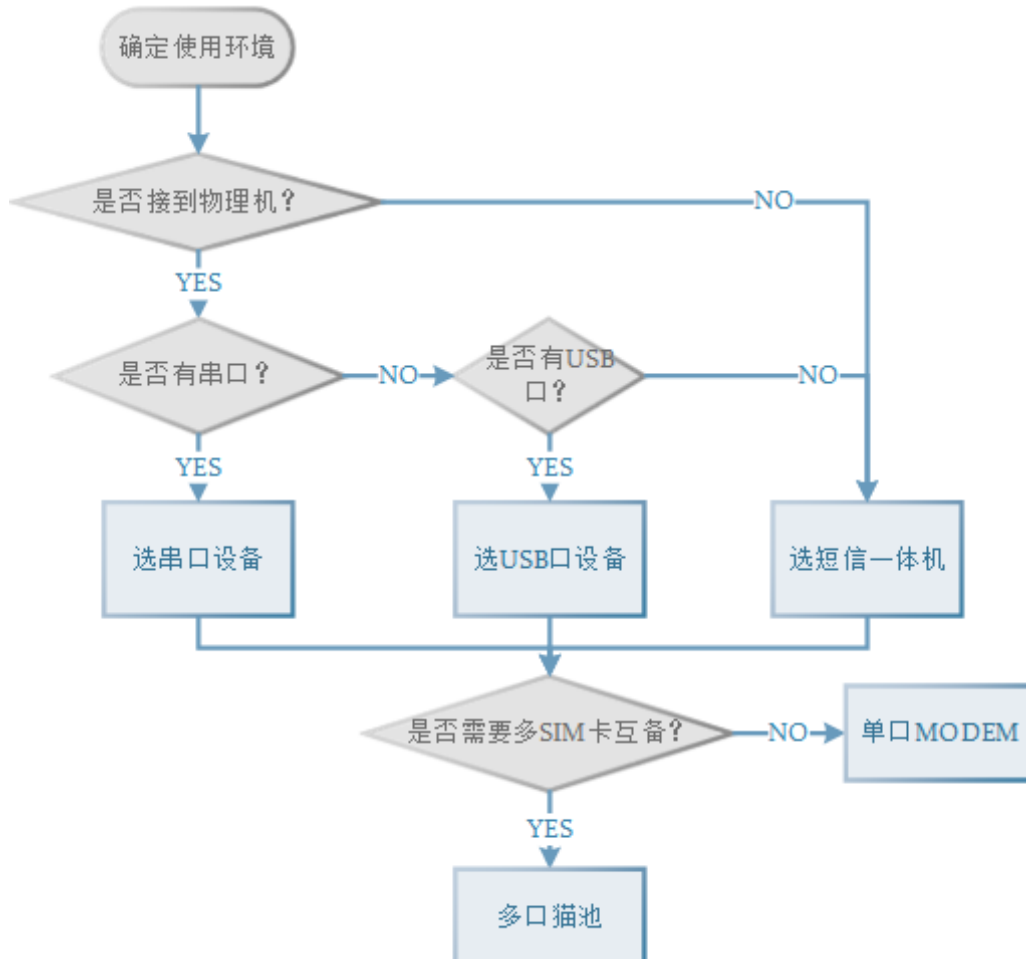 确定使用环境
是否接到物理机？
NO
YES
是否有串口？
NO
是否有USB
口？
NO
YES
YES
选串口设备
选USB口设备
选短信一体机
是否需要多SIM卡互备？
NO
单口MODEM
YES
多口猫池